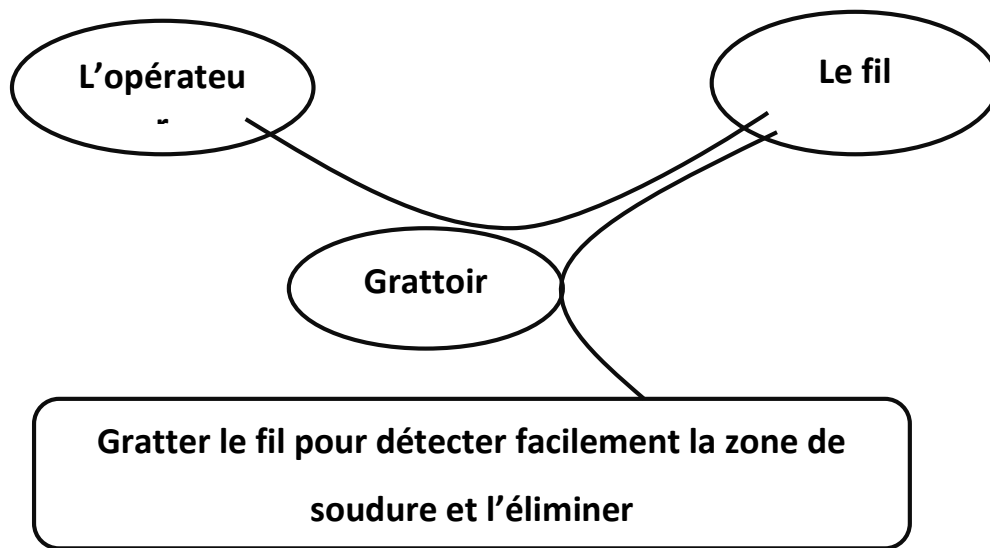 L'opérateu
r
Le fil
Grattoir
Gratter le fil pour détecter facilement la zone de
soudure et l'éliminer